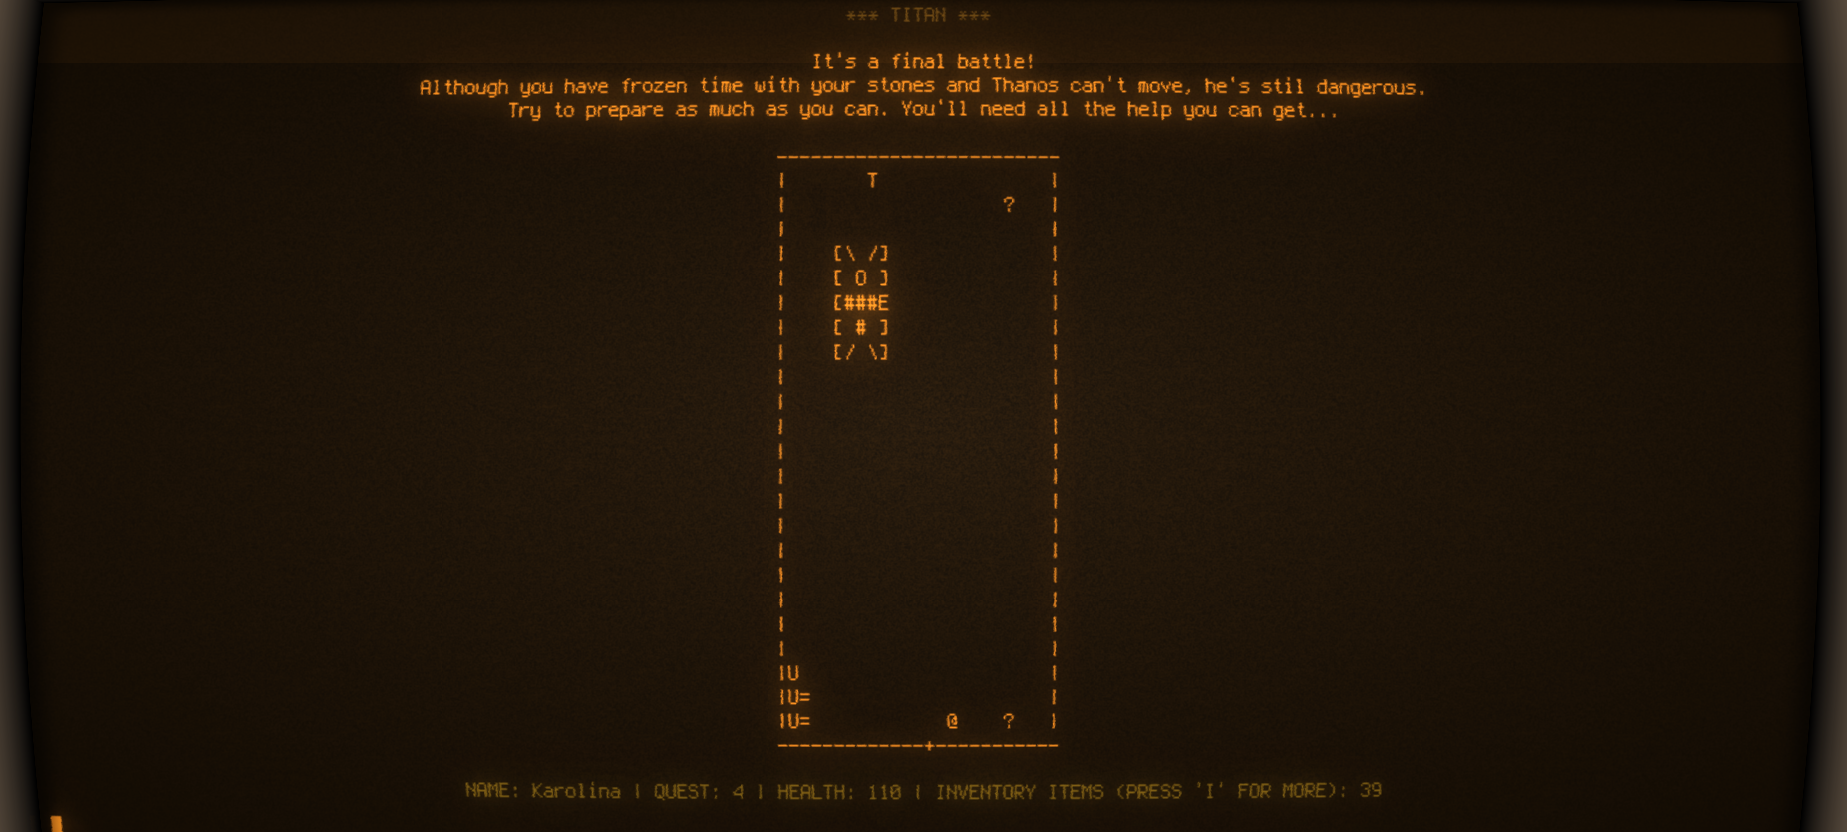 *** TITAN ***
It's a final battle!
Although you have frozen time with your stones and Thanos can't move, he's stil dangerous.
Try to prepare as much as you can. You'll need all the help you can get...
-------------------------
|       T               |
|                   ?   |
|                       |
|    [\ /]              |
|    [ O ]              |
|    [###E              |
|    [ # ]              |
|    [/ \]              |
|                       |
|                       |
|                       |
|                       |
|                       |
|                       |
|                       |
|                       |
|                       |
|                       |
|                       |
|                       |
|U                      |
|U=                     |
|U=            @    ?   |
-------------+-----------
NAME: Karolina | QUEST: 4 | HEALTH: 110 | INVENTORY ITEMS (PRESS 'I' FOR MORE): 39